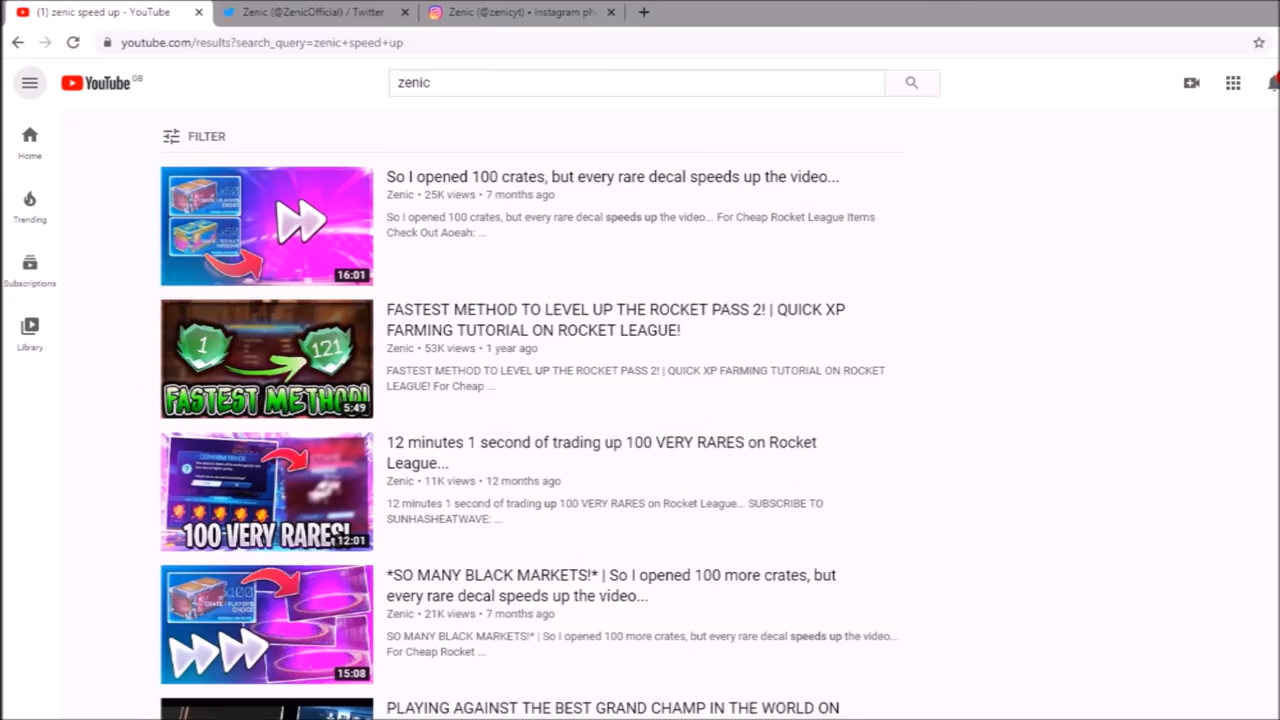 (1) zenic speed up - YouTube
Zenic (@ZenicOfficial) / Twitter
Zenic (@zenicyt) • Instagram pho
youtube.com/results?search_query=zenic+speed+up
YouTube GB
zenic
Home
Trending
Subscriptions
Library
FILTER
16:01
So I opened 100 crates, but every rare decal speeds up the video...
Zenic • 25K views • 7 months ago
So I opened 100 crates, but every rare decal speeds up the video... For Cheap Rocket League Items
Check Out Aoeah: ...
1
121
FASTEST METHOD!
5:49
FASTEST METHOD TO LEVEL UP THE ROCKET PASS 2! | QUICK XP
FARMING TUTORIAL ON ROCKET LEAGUE!
Zenic • 53K views • 1 year ago
FASTEST METHOD TO LEVEL UP THE ROCKET PASS 2! | QUICK XP FARMING TUTORIAL ON ROCKET
LEAGUE! For Cheap ...
CONFIRM TRADE
100 VERY RARES!
12:01
12 minutes 1 second of trading up 100 VERY RARES on Rocket
League...
Zenic • 11K views • 12 months ago
12 minutes 1 second of trading up 100 VERY RARES on Rocket League... SUBSCRIBE TO
SUNHASHEATWAVE: ...
x100
CRATE - PLAYER'S
CHOICE
15:08
*SO MANY BLACK MARKETS!* | So I opened 100 more crates, but
every rare decal speeds up the video...
Zenic • 21K views • 7 months ago
SO MANY BLACK MARKETS!* | So I opened 100 more crates, but every rare decal speeds up the video...
For Cheap Rocket ...
PLAYING AGAINST THE BEST GRAND CHAMP IN THE WORLD ON